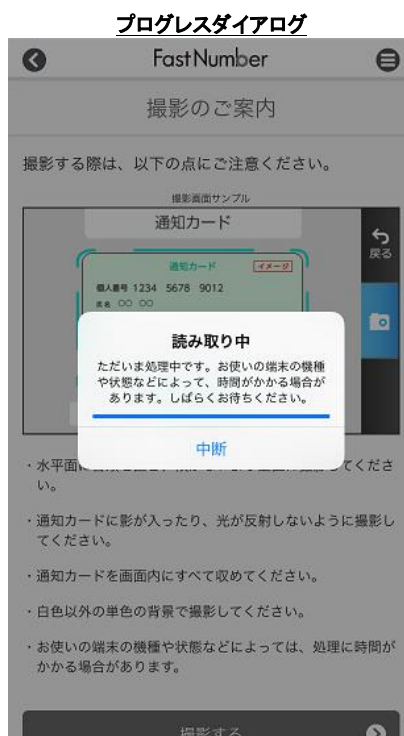 プログレスダイアログ
FastNumber
撮影のご案内
撮影する際は、以下の点にご注意ください。
撮影画面サンプル
通知カード
戻る
通知カード
イメージ
個人番号 1234 5678 9012
氏名 〇〇 〇〇
読み取り中
ただいま処理中です。お使いの端末の機種
や状態などによって、時間がかかる場合が
あります。しばらくお待ちください。
中断
・水平面に
てくださ
い。
・通知カードに影が入ったり、光が反射しないように撮影し
てください。
・通知カードを画面内にすべて収めてください。
・白色以外の単色の背景で撮影してください。
・お使いの端末の機種や状態などによっては、処理に時間が
かかる場合があります。
撮影する